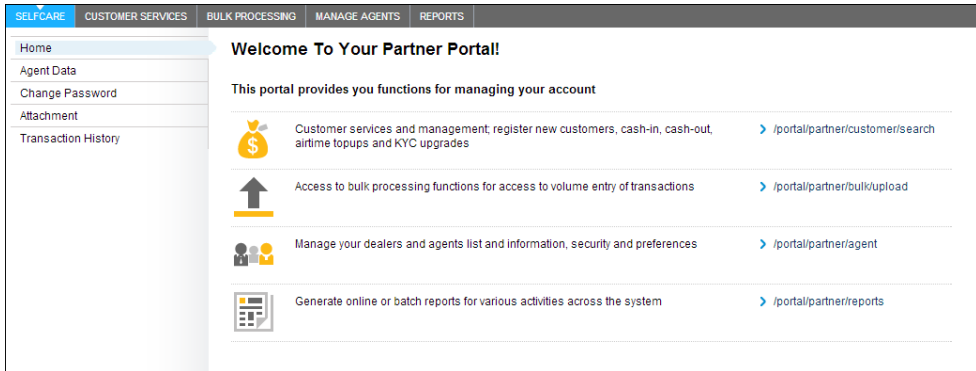 SELFCARE CUSTOMER SERVICES BULK PROCESSING MANAGE AGENTS REPORTS
Home
Agent Data
Change Password
Attachment
Transaction History
Welcome To Your Partner Portal!
This portal provides you functions for managing your account
$
Customer services and management; register new customers, cash-in, cash-out,
airtime topups and KYC upgrades
/portal/partner/customer/search
Access to bulk processing functions for access to volume entry of transactions
/portal/partner/bulk/upload
Manage your dealers and agents list and information, security and preferences
/portal/partner/agent
Generate online or batch reports for various activities across the system
/portal/partner/reports